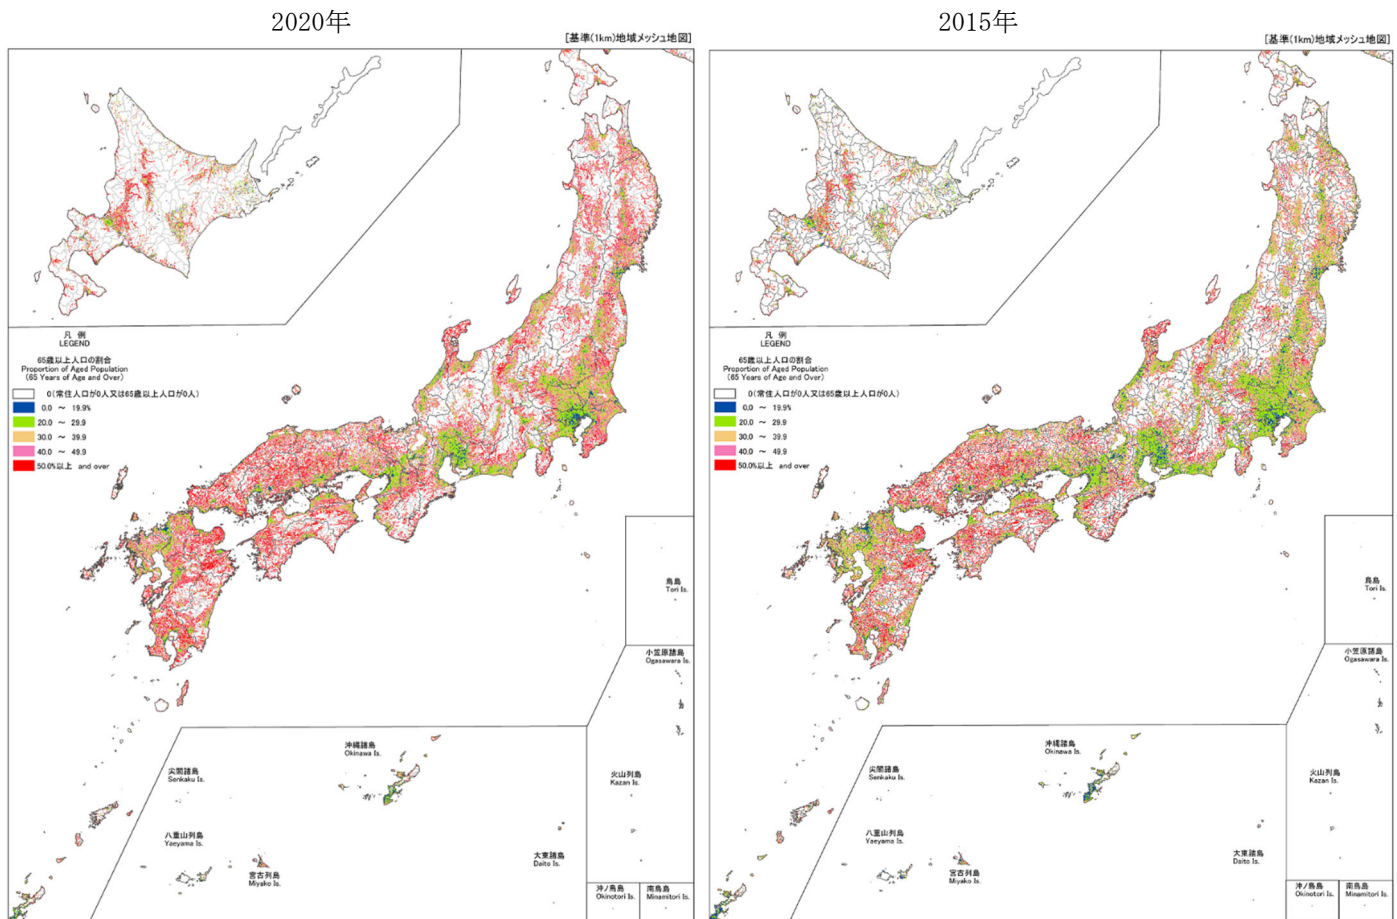 2020年
[基準(1km)地域メッシュ地図]
凡 例
LEGEND
65歳以上人口の割合
Proportion of Aged Population
(65 Years of Age and Over)
0(常住人口が0人又は65歳以上人口が0人)
0.0 ～ 19.9%
20.0 ～ 29.9
30.0 ～ 39.9
40.0 ～ 49.9
50.0%以上 and over
鳥島
Tori Is.
小笠原諸島
Ogasawara Is.
沖縄諸島
Okinawa Is.
尖閣諸島
Senkaku Is.
火山列島
Kazan Is.
八重山列島
Yaeyama Is.
宮古列島
Miyako Is.
大東諸島
Daito Is.
沖ノ鳥島
Okinotori Is.
南鳥島
Minamitori Is.
2015年
[基準(1km)地域メッシュ地図]
凡 例
LEGEND
65歳以上人口の割合
Proportion of Aged Population
(65 Years of Age and Over)
0(常住人口が0人又は65歳以上人口が0人)
0.0 ～ 19.9%
20.0 ～ 29.9
30.0 ～ 39.9
40.0 ～ 49.9
50.0%以上 and over
鳥島
Tori Is.
小笠原諸島
Ogasawara Is.
沖縄諸島
Okinawa Is.
尖閣諸島
Senkaku Is.
火山列島
Kazan Is.
八重山列島
Yaeyama Is.
宮古列島
Miyako Is.
大東諸島
Daito Is.
沖ノ鳥島
Okinotori Is.
南鳥島
Minamitori Is.